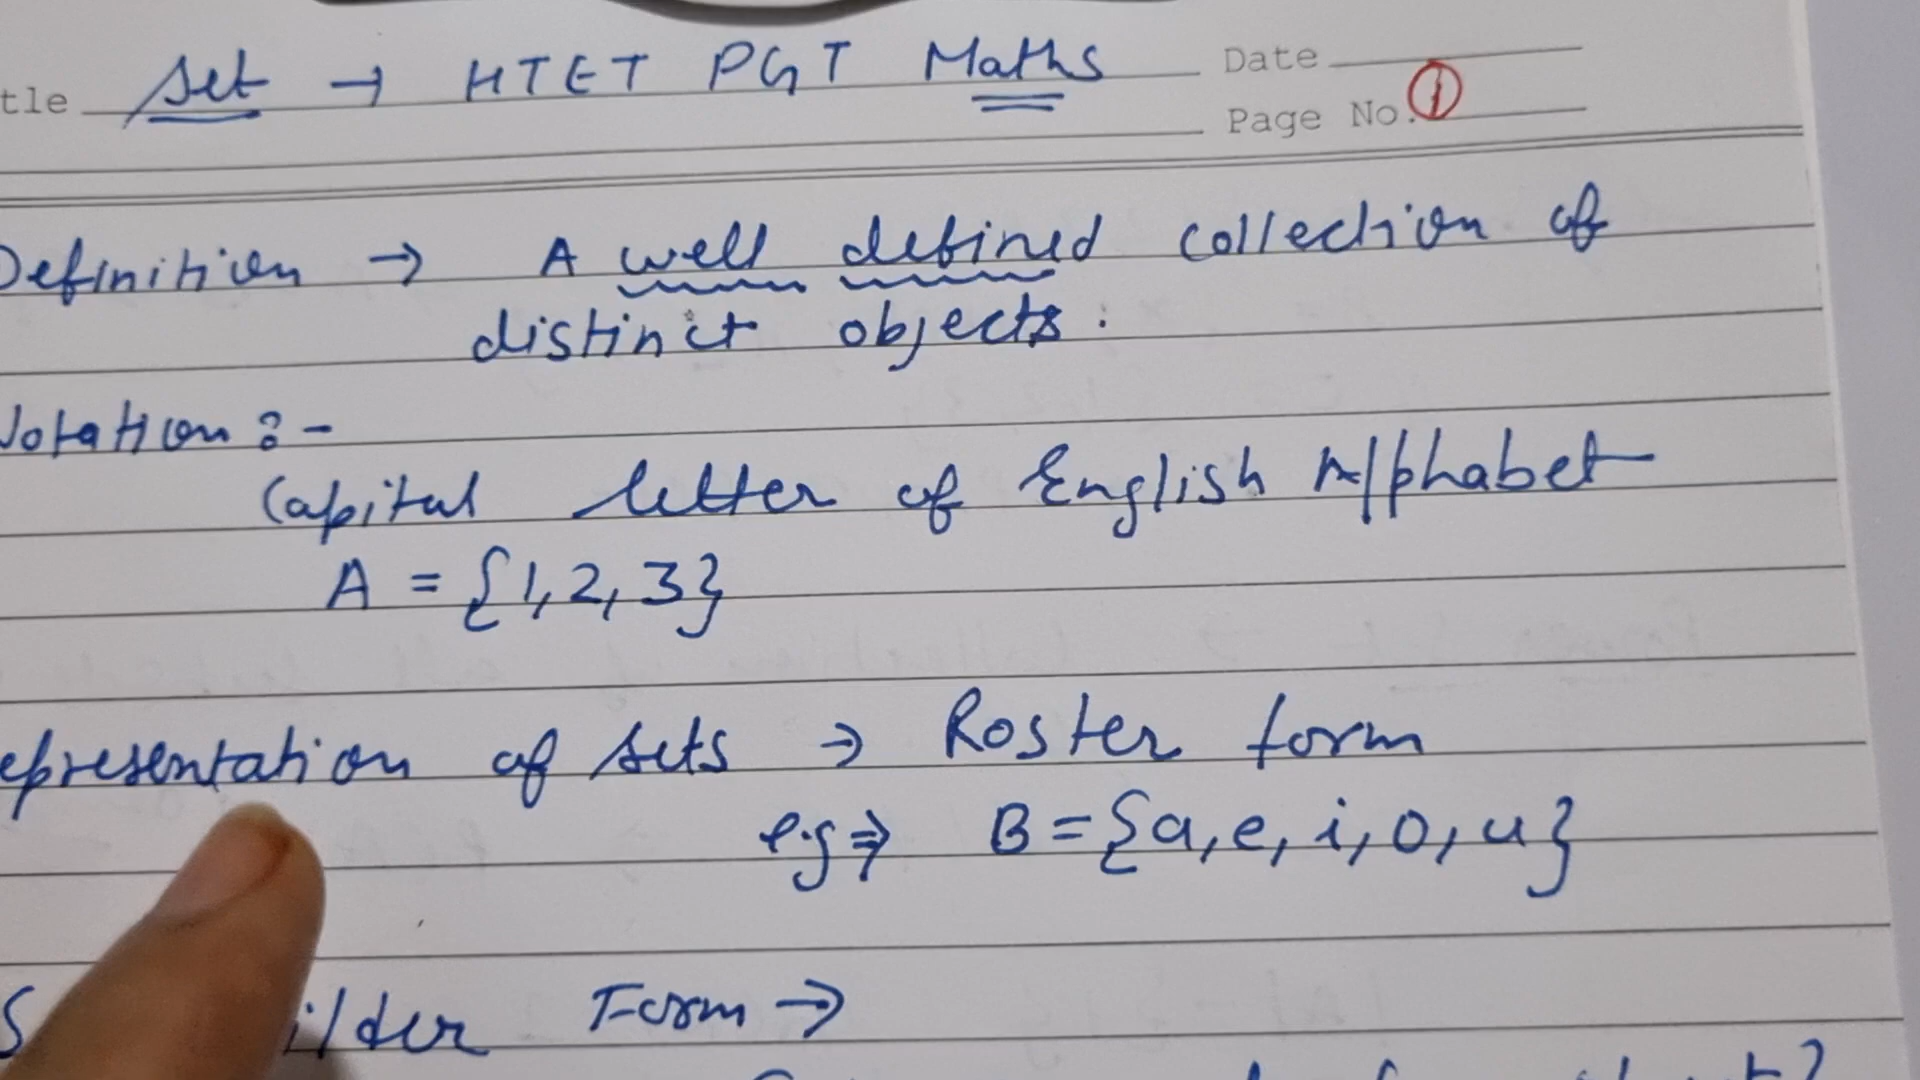 tle Set → HTET PGT Maths
Date
Page No. 1
Definition → A well defined collection of
distinct objects.
Notation :-
Capital letter of English Alphabet
A = {1, 2, 3}
epresentation of sets → Roster form
e.g ⇒ B = {a, e, i, o, u}
S ilder Form →